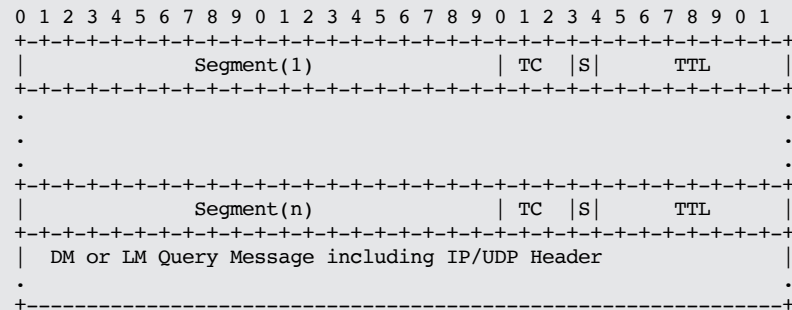 0 1 2 3 4 5 6 7 8 9 0 1 2 3 4 5 6 7 8 9 0 1 2 3 4 5 6 7 8 9 0 1
+-+-+-+-+-+-+-+-+-+-+-+-+-+-+-+-+-+-+-+-+-+-+-+-+-+-+-+-+-+-+-+-+
|              Segment(1)               | TC  |S|      TTL      |
+-+-+-+-+-+-+-+-+-+-+-+-+-+-+-+-+-+-+-+-+-+-+-+-+-+-+-+-+-+-+-+-+
.                                                               .
.                                                               .
.                                                               .
+-+-+-+-+-+-+-+-+-+-+-+-+-+-+-+-+-+-+-+-+-+-+-+-+-+-+-+-+-+-+-+-+
|              Segment(n)               | TC  |S|      TTL      |
+-+-+-+-+-+-+-+-+-+-+-+-+-+-+-+-+-+-+-+-+-+-+-+-+-+-+-+-+-+-+-+-+
|  DM or LM Query Message including IP/UDP Header               |
.                                                               .
+---------------------------------------------------------------+